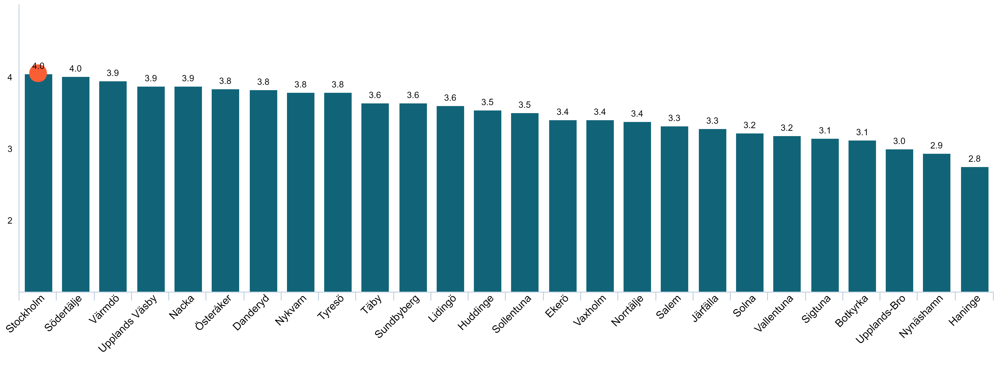 4.0 4.0 3.9 3.9 3.9 3.8 3.8 3.8 3.8 3.6 3.6 3.6 3.5 3.5 3.4 3.4 3.4 3.3 3.3 3.2 3.2 3.1 3.1 3.0 2.9 2.8
4
3
2
Stockholm
Södertälje
Värmdö
Upplands Väsby
Nacka
Österåker
Danderyd
Nykvarn
Tyresö
Täby
Sundbyberg
Lidingö
Huddinge
Sollentuna
Ekerö
Vaxholm
Norrtälje
Salem
Järfälla
Solna
Vallentuna
Sigtuna
Botkyrka
Upplands-Bro
Nynäshamn
Haninge